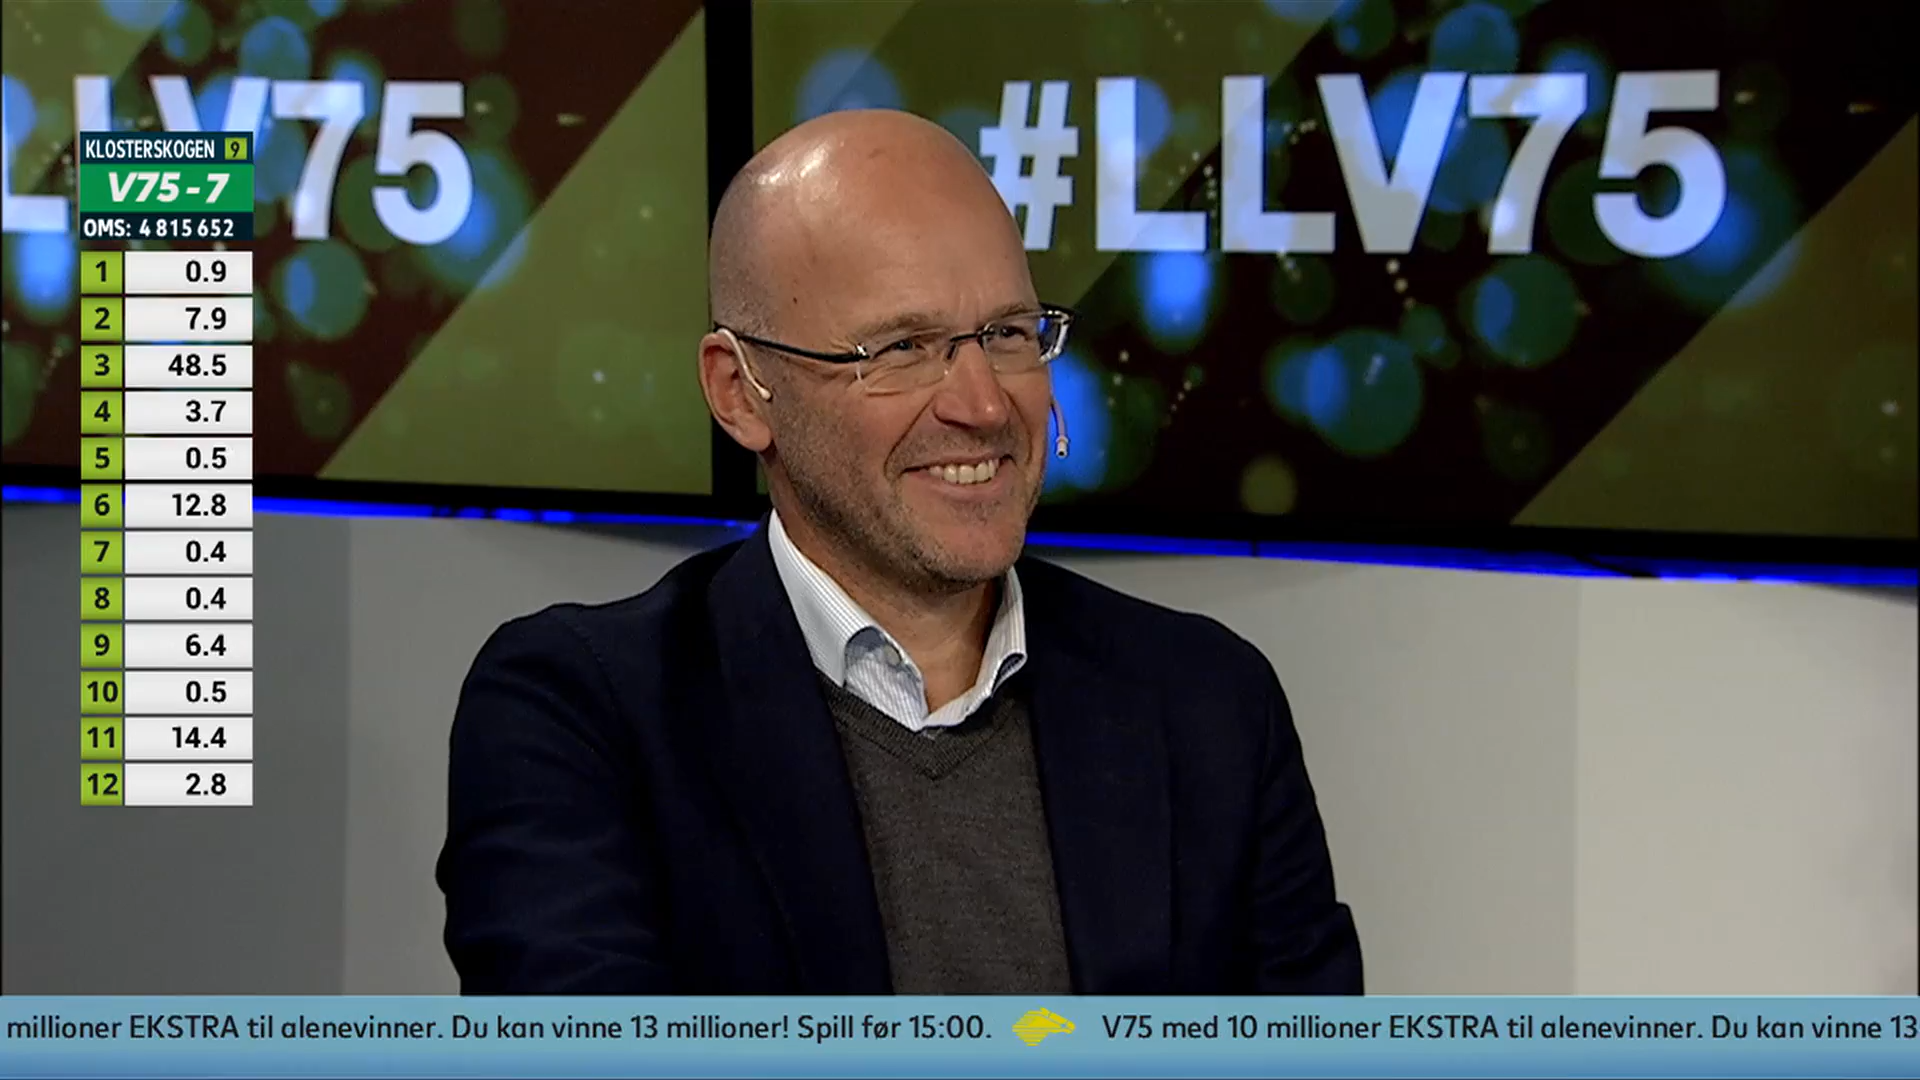 LLV75
#LLV75
KLOSTERSKOGEN 9
V75-7
OMS: 4 815 652
1 0.9
2 7.9
3 48.5
4 3.7
5 0.5
6 12.8
7 0.4
8 0.4
9 6.4
10 0.5
11 14.4
12 2.8
millioner EKSTRA til alenevinner. Du kan vinne 13 millioner! Spill før 15:00. V75 med 10 millioner EKSTRA til alenevinner. Du kan vinne 13